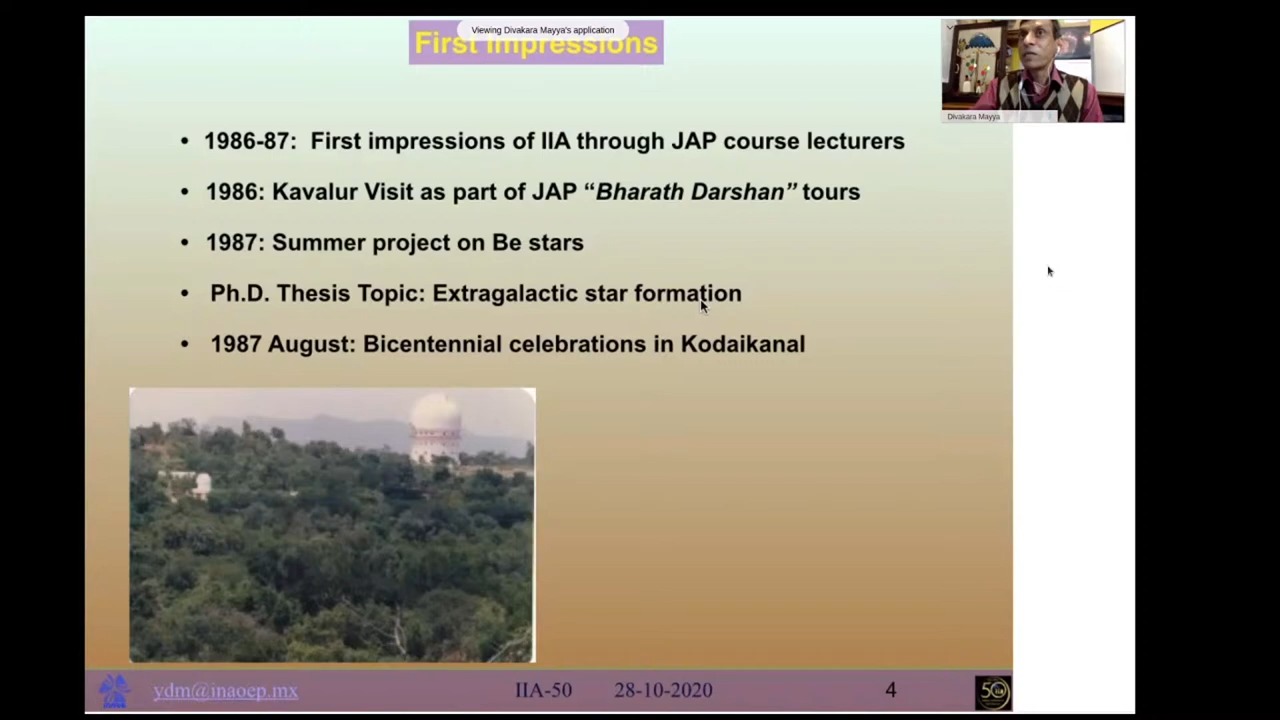 Viewing Divakara Mayya's application
First Impressions
Divakara Mayya
• 1986-87: First impressions of IIA through JAP course lecturers
• 1986: Kavalur Visit as part of JAP “Bharath Darshan” tours
• 1987: Summer project on Be stars
• Ph.D. Thesis Topic: Extragalactic star formation
• 1987 August: Bicentennial celebrations in Kodaikanal
ydm@inaoep.mx IIA-50 28-10-2020 4
50